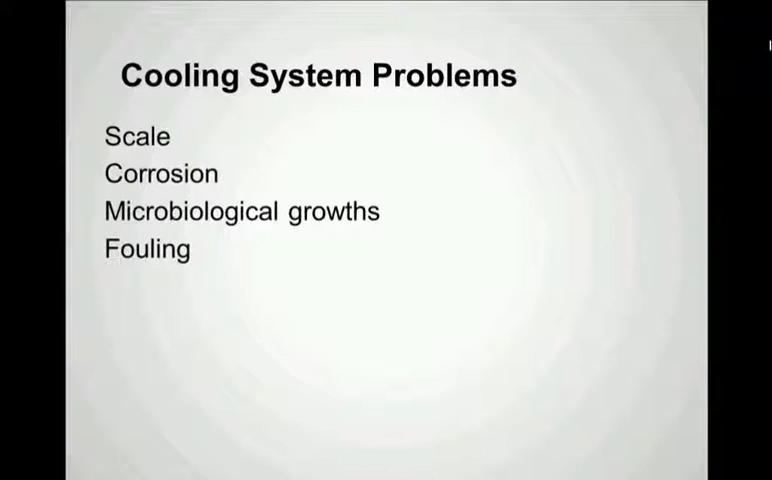 Cooling System Problems
Scale
Corrosion
Microbiological growths
Fouling